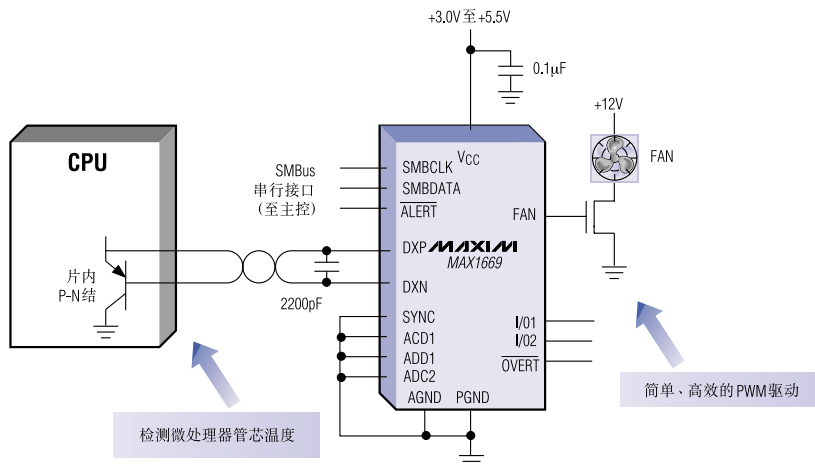 +3.0V至+5.5V
0.1µF
+12V
FAN
CPU
片内
P-N结
SMBus
串行接口
(至主控)
2200pF
VCC
SMBCLK
SMBDATA
ALERT
DXP
DXN
SYNC
ACD1
ADD1
ADC2
AGND
PGND
MAXIM
MAX1669
FAN
I/01
I/02
OVERT
检测微处理器管芯温度
简单、高效的PWM驱动